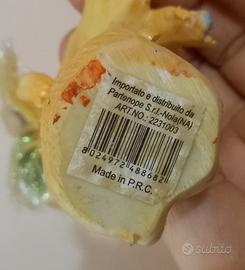 Importato e distribuito da
Partenope S.r.l.-Nola(NA)
ART.NO.: 2231003
8024972488682
Made in P.R.C.
subito